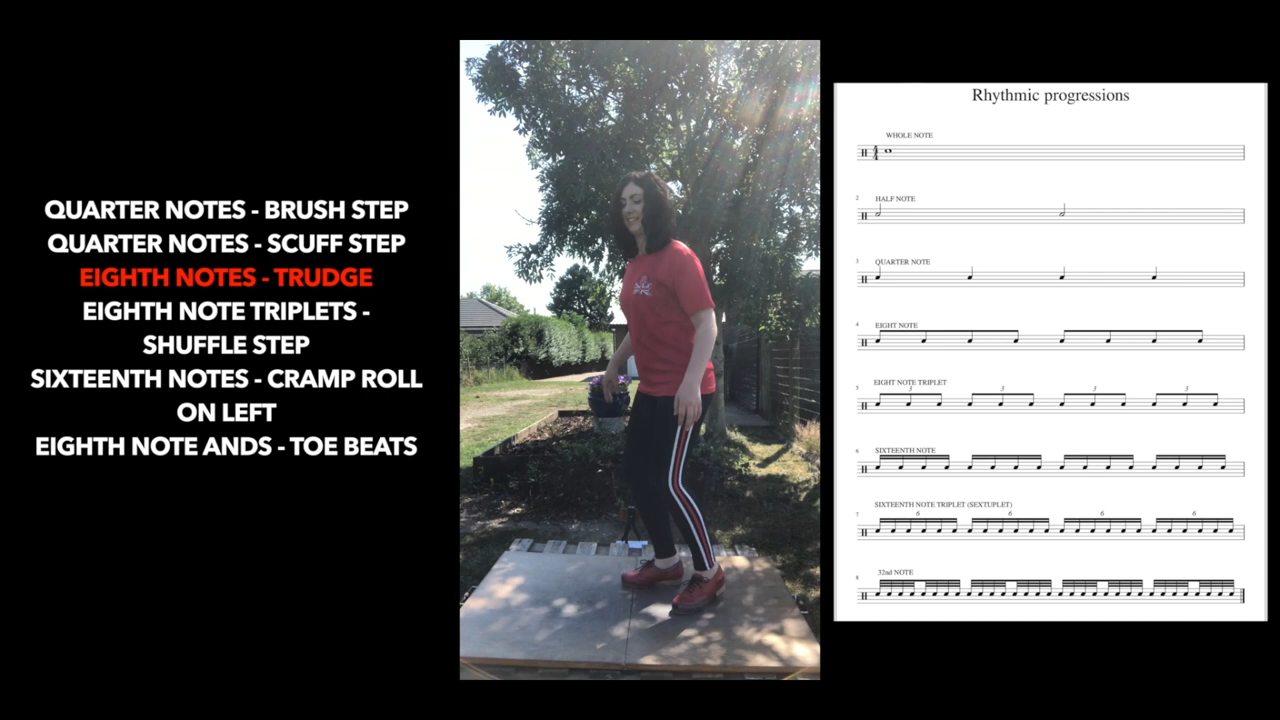 QUARTER NOTES - BRUSH STEP
QUARTER NOTES - SCUFF STEP
EIGHTH NOTES - TRUDGE
EIGHTH NOTE TRIPLETS -
SHUFFLE STEP
SIXTEENTH NOTES - CRAMP ROLL
ON LEFT
EIGHTH NOTE ANDS - TOE BEATS
Rhythmic progressions
WHOLE NOTE
4
4
2 HALF NOTE
3 QUARTER NOTE
4 EIGHT NOTE
5 EIGHT NOTE TRIPLET
3 3 3 3
6 SIXTEENTH NOTE
SIXTEENTH NOTE TRIPLET (SEXTUPLET)
7 6 6 6 6
32nd NOTE
8